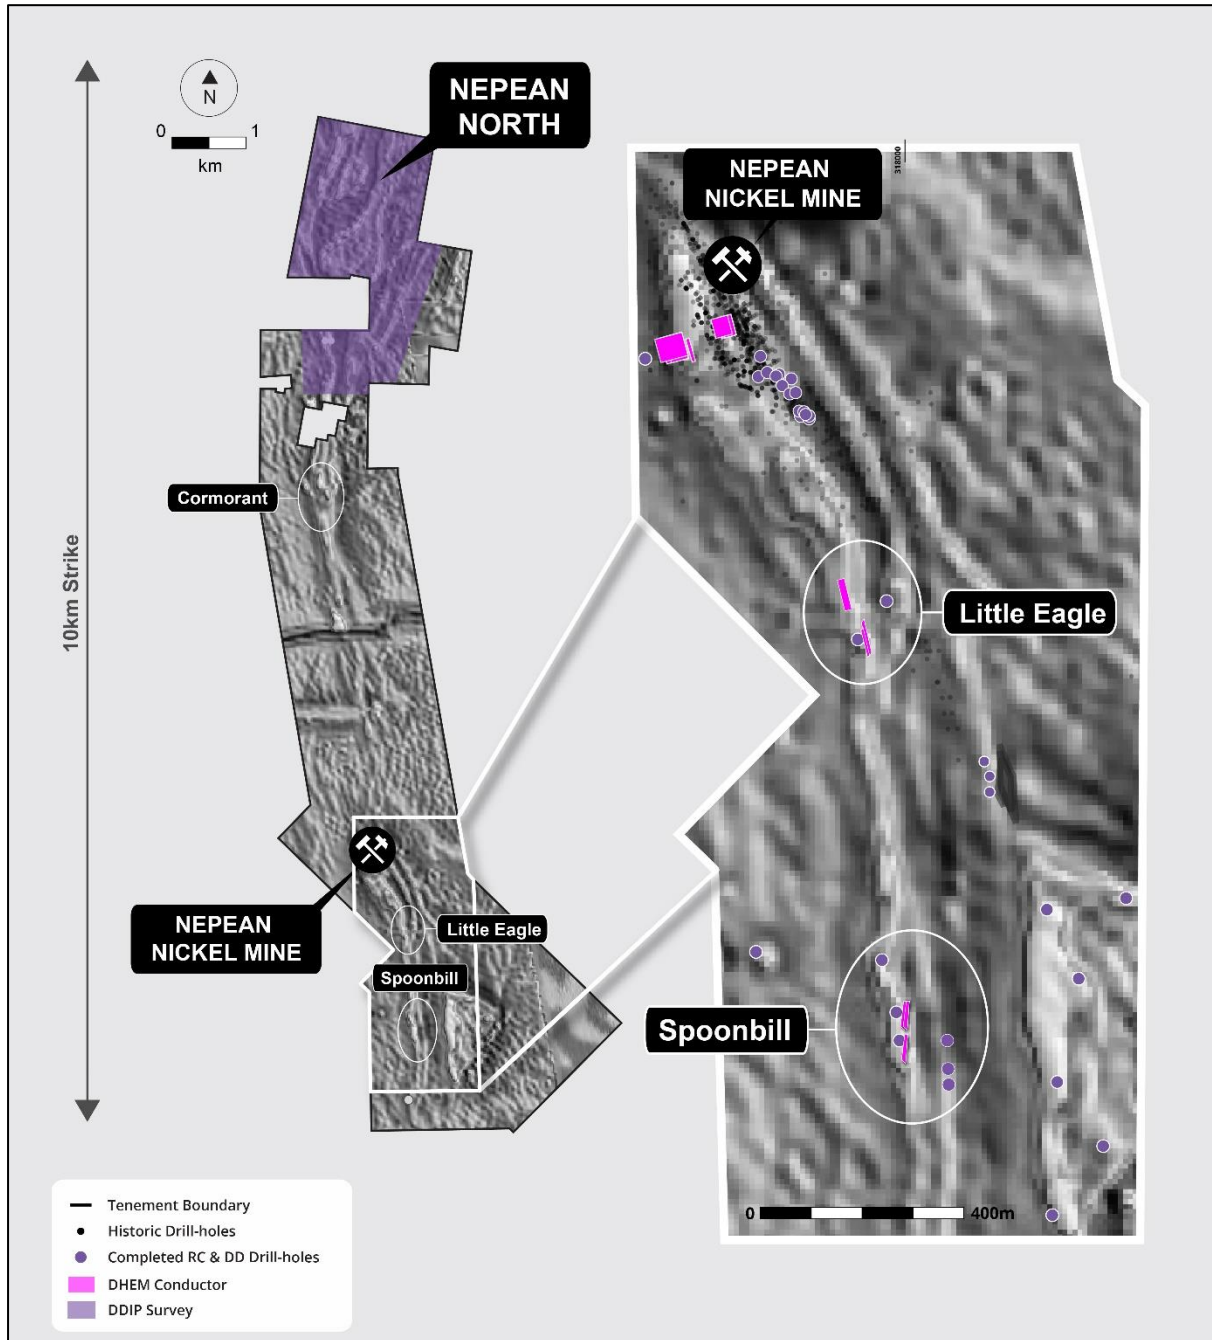 NEPEAN
NORTH
N
0 1
km
10km Strike
Cormorant
NEPEAN
NICKEL MINE
Little Eagle
Spoonbill
318000
NEPEAN
NICKEL MINE
Little Eagle
Spoonbill
0 400m
Tenement Boundary
Historic Drill-holes
Completed RC & DD Drill-holes
DHEM Conductor
DDIP Survey